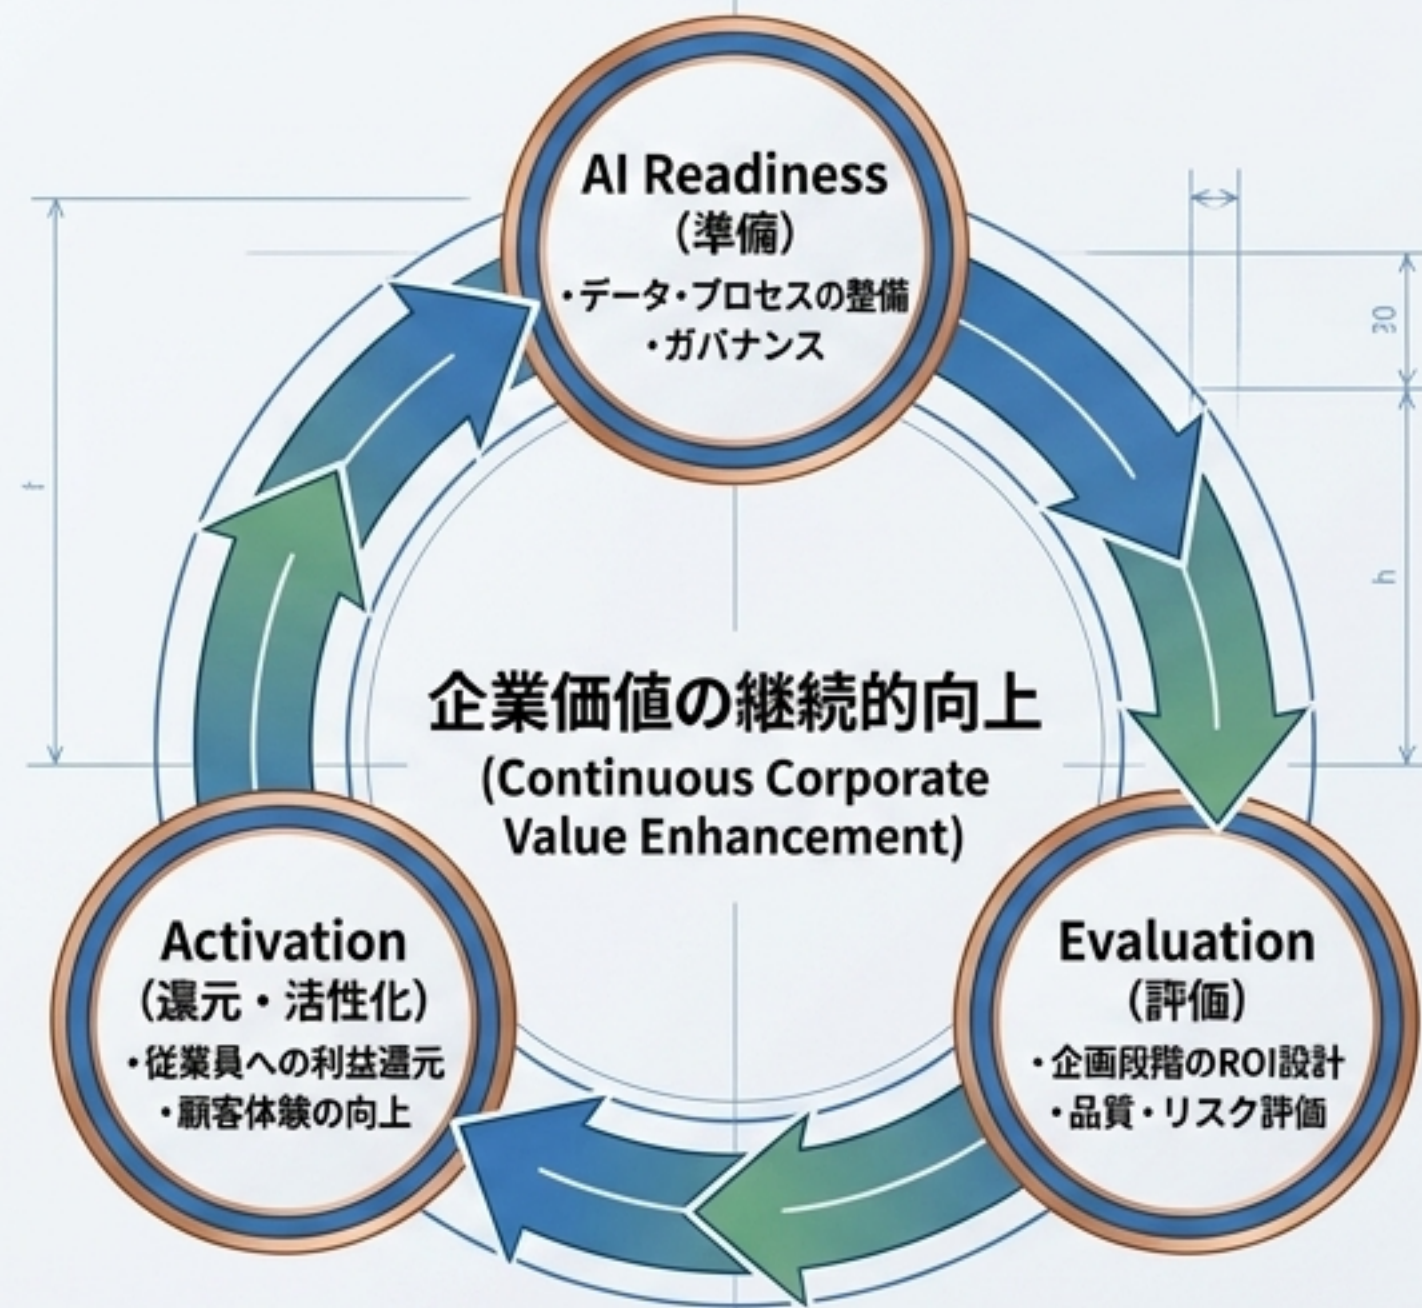 AI Readiness
（準備）
・データ・プロセスの整備
・ガバナンス
30
h
t
企業価値の継続的向上
(Continuous Corporate
Value Enhancement)
Activation
（還元・活性化）
・従業員への利益還元
・顧客体験の向上
Evaluation
（評価）
・企画段階のROI設計
・品質・リスク評価